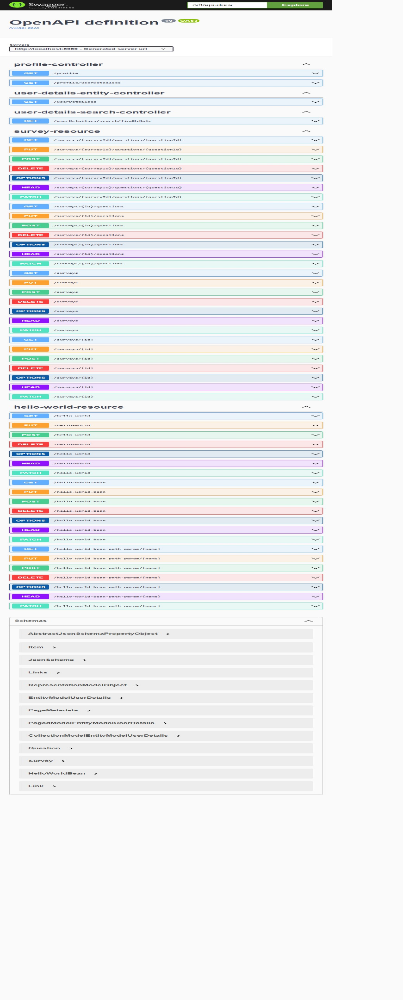 Swagger.
Supported by SMARTBEAR
/v3/api-docs
Explore
OpenAPI definition v0 OAS3
/v3/api-docs
Servers
http://localhost:8080 - Generated server url
profile-controller
GET /profile
GET /profile/userDetailses
user-details-entity-controller
GET /userDetailses
user-details-search-controller
GET /userDetailses/search/findByRole
survey-resource
GET /surveys/{surveyId}/questions/{questionId}
PUT /surveys/{surveyId}/questions/{questionId}
POST /surveys/{surveyId}/questions/{questionId}
DELETE /surveys/{surveyId}/questions/{questionId}
OPTIONS /surveys/{surveyId}/questions/{questionId}
HEAD /surveys/{surveyId}/questions/{questionId}
PATCH /surveys/{surveyId}/questions/{questionId}
GET /surveys/{id}/questions
PUT /surveys/{id}/questions
POST /surveys/{id}/questions
DELETE /surveys/{id}/questions
OPTIONS /surveys/{id}/questions
HEAD /surveys/{id}/questions
PATCH /surveys/{id}/questions
GET /surveys
PUT /surveys
POST /surveys
DELETE /surveys
OPTIONS /surveys
HEAD /surveys
PATCH /surveys
GET /surveys/{id}
PUT /surveys/{id}
POST /surveys/{id}
DELETE /surveys/{id}
OPTIONS /surveys/{id}
HEAD /surveys/{id}
PATCH /surveys/{id}
hello-world-resource
GET /hello-world
PUT /hello-world
POST /hello-world
DELETE /hello-world
OPTIONS /hello-world
HEAD /hello-world
PATCH /hello-world
GET /hello-world-bean
PUT /hello-world-bean
POST /hello-world-bean
DELETE /hello-world-bean
OPTIONS /hello-world-bean
HEAD /hello-world-bean
PATCH /hello-world-bean
GET /hello-world-bean-path-param/{name}
PUT /hello-world-bean-path-param/{name}
POST /hello-world-bean-path-param/{name}
DELETE /hello-world-bean-path-param/{name}
OPTIONS /hello-world-bean-path-param/{name}
HEAD /hello-world-bean-path-param/{name}
PATCH /hello-world-bean-path-param/{name}
Schemas
AbstractJsonSchemaPropertyObject >
Item >
JsonSchema >
Links >
RepresentationModelObject >
EntityModelUserDetails >
PageMetadata >
PagedModelEntityModelUserDetails >
CollectionModelEntityModelUserDetails >
Question >
Survey >
HelloWorldBean >
Link >